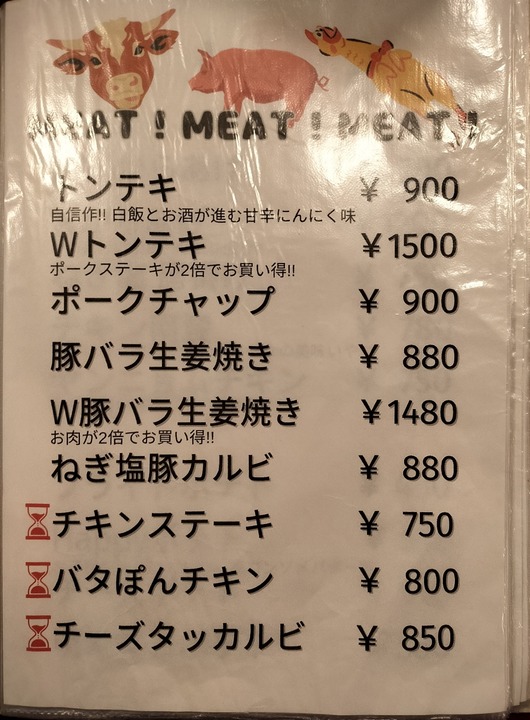 MEAT ! MEAT ! MEAT !
トンテキ ¥ 900
自信作!! 白飯とお酒が進む甘辛にんにく味
Wトンテキ ¥1500
ポークステーキが2倍でお買い得!!
ポークチャップ ¥ 900
豚バラ生姜焼き ¥ 880
W豚バラ生姜焼き ¥1480
お肉が2倍でお買い得!!
ねぎ塩豚カルビ ¥ 880
チキンステーキ ¥ 750
バタぽんチキン ¥ 800
チーズタッカルビ ¥ 850